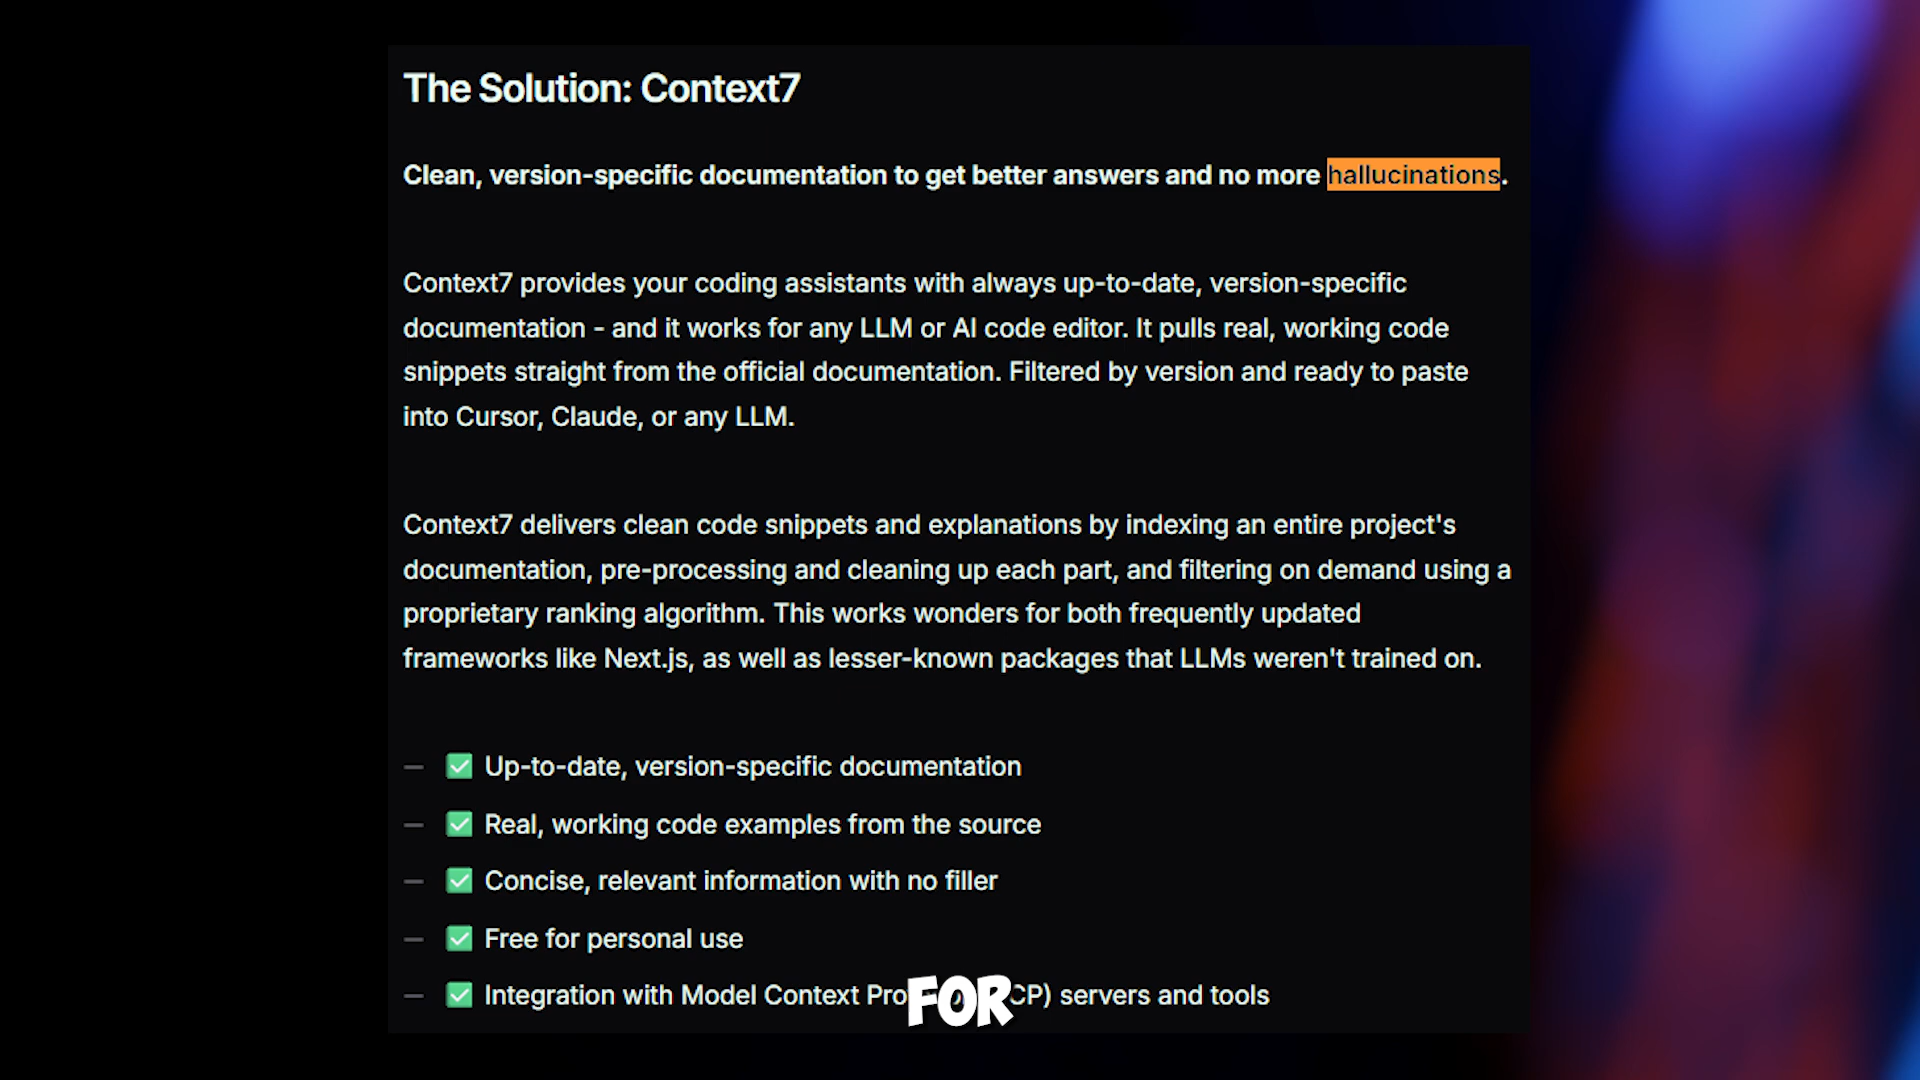 The Solution: Context7
Clean, version-specific documentation to get better answers and no more hallucinations.
Context7 provides your coding assistants with always up-to-date, version-specific
documentation - and it works for any LLM or AI code editor. It pulls real, working code
snippets straight from the official documentation. Filtered by version and ready to paste
into Cursor, Claude, or any LLM.
Context7 delivers clean code snippets and explanations by indexing an entire project's
documentation, pre-processing and cleaning up each part, and filtering on demand using a
proprietary ranking algorithm. This works wonders for both frequently updated
frameworks like Next.js, as well as lesser-known packages that LLMs weren't trained on.
— ✅ Up-to-date, version-specific documentation
— ✅ Real, working code examples from the source
— ✅ Concise, relevant information with no filler
— ✅ Free for personal use
— ✅ Integration with Model Context servers and tools
FOR